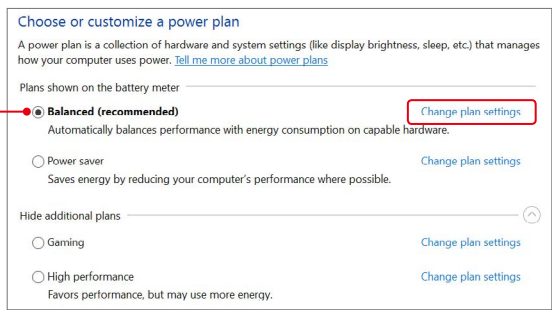 Choose or customize a power plan
A power plan is a collection of hardware and system settings (like display brightness, sleep, etc.) that manages
how your computer uses power. Tell me more about power plans
Plans shown on the battery meter
Balanced (recommended) Change plan settings
Automatically balances performance with energy consumption on capable hardware.
Power saver Change plan settings
Saves energy by reducing your computer's performance where possible.
Hide additional plans
Gaming Change plan settings
High performance Change plan settings
Favors performance, but may use more energy.